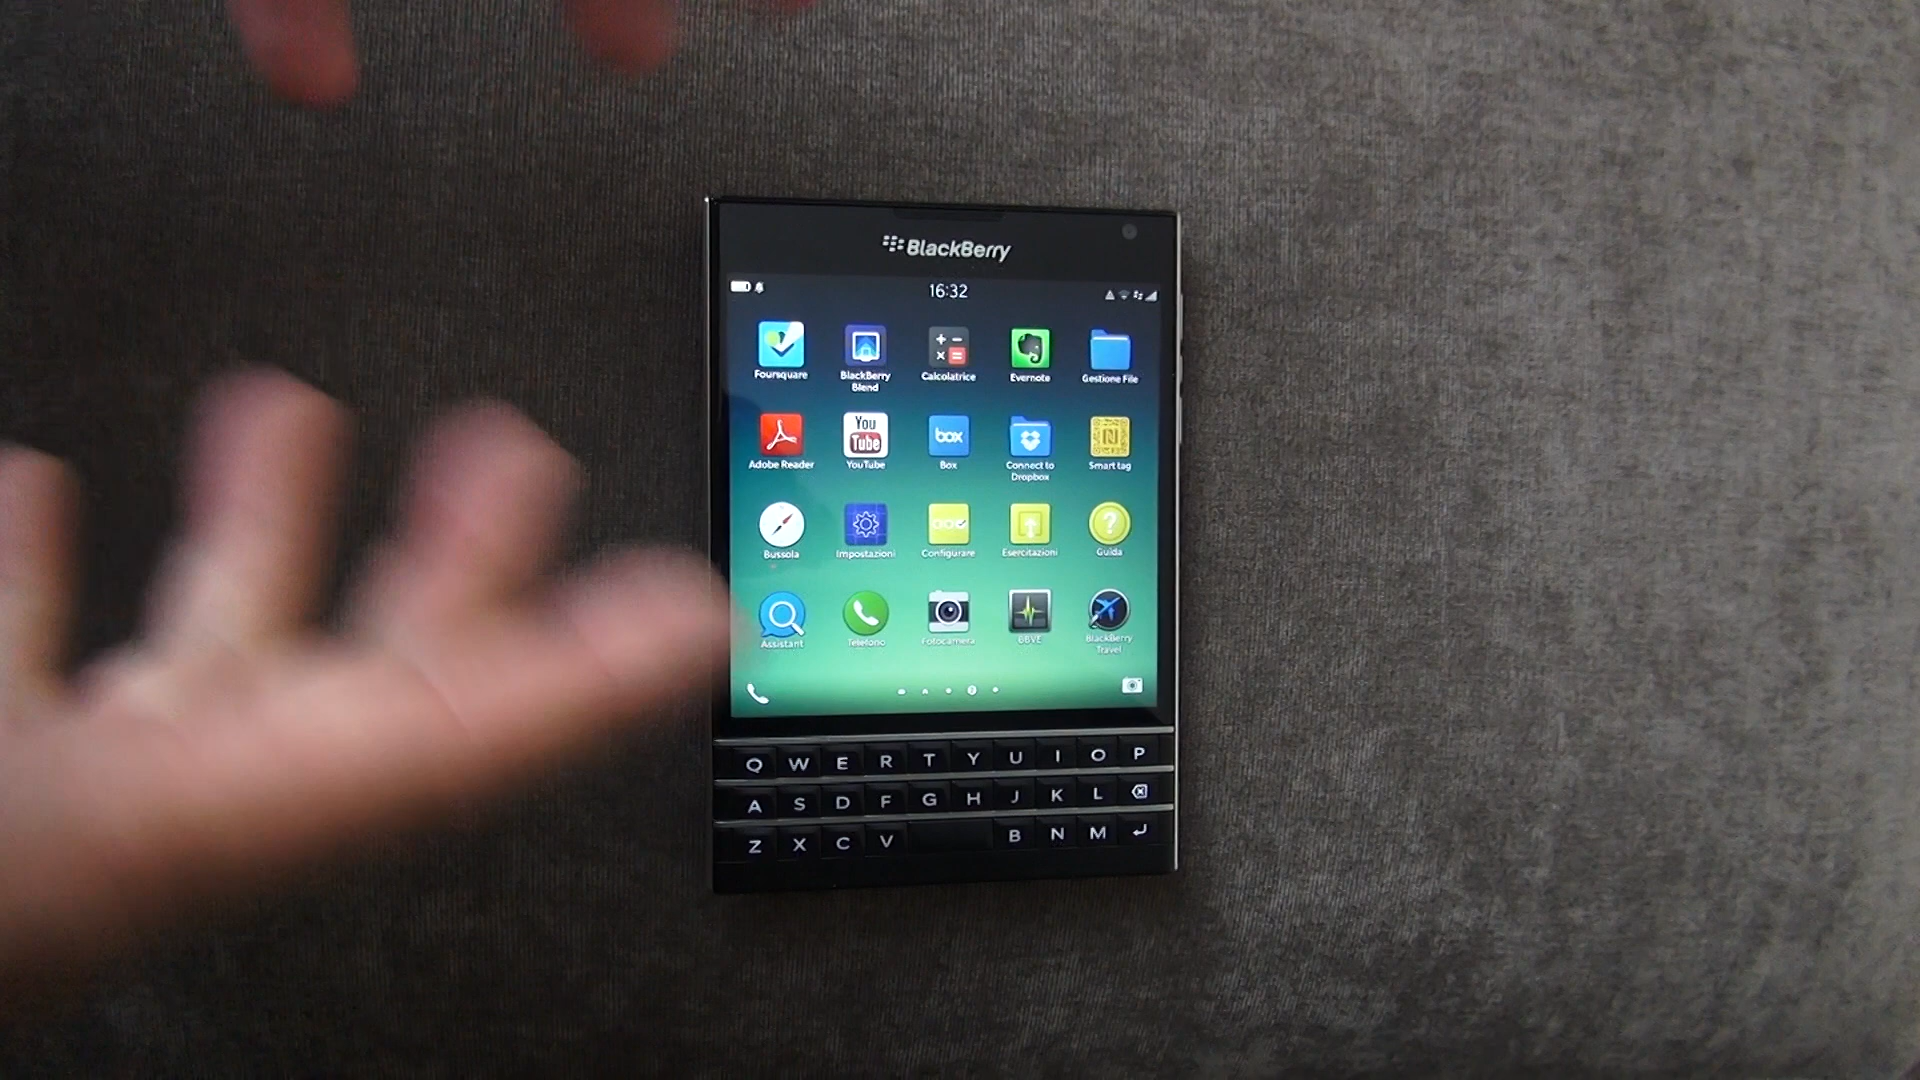 BlackBerry
16:32
Foursquare
BlackBerry
Blend
Calcolatrice
Evernote
Gestione File
You
Tube
box
Adobe Reader
YouTube
Box
Connect to
Dropbox
Smart tag
Bussola
Impostazioni
Configurare
Esercitazioni
?
Guida
Assistant
Telefono
Fotocamera
BBVE
BlackBerry
Travel
Q W E R T Y U I O P
A S D F G H J K L
Z X C V B N M